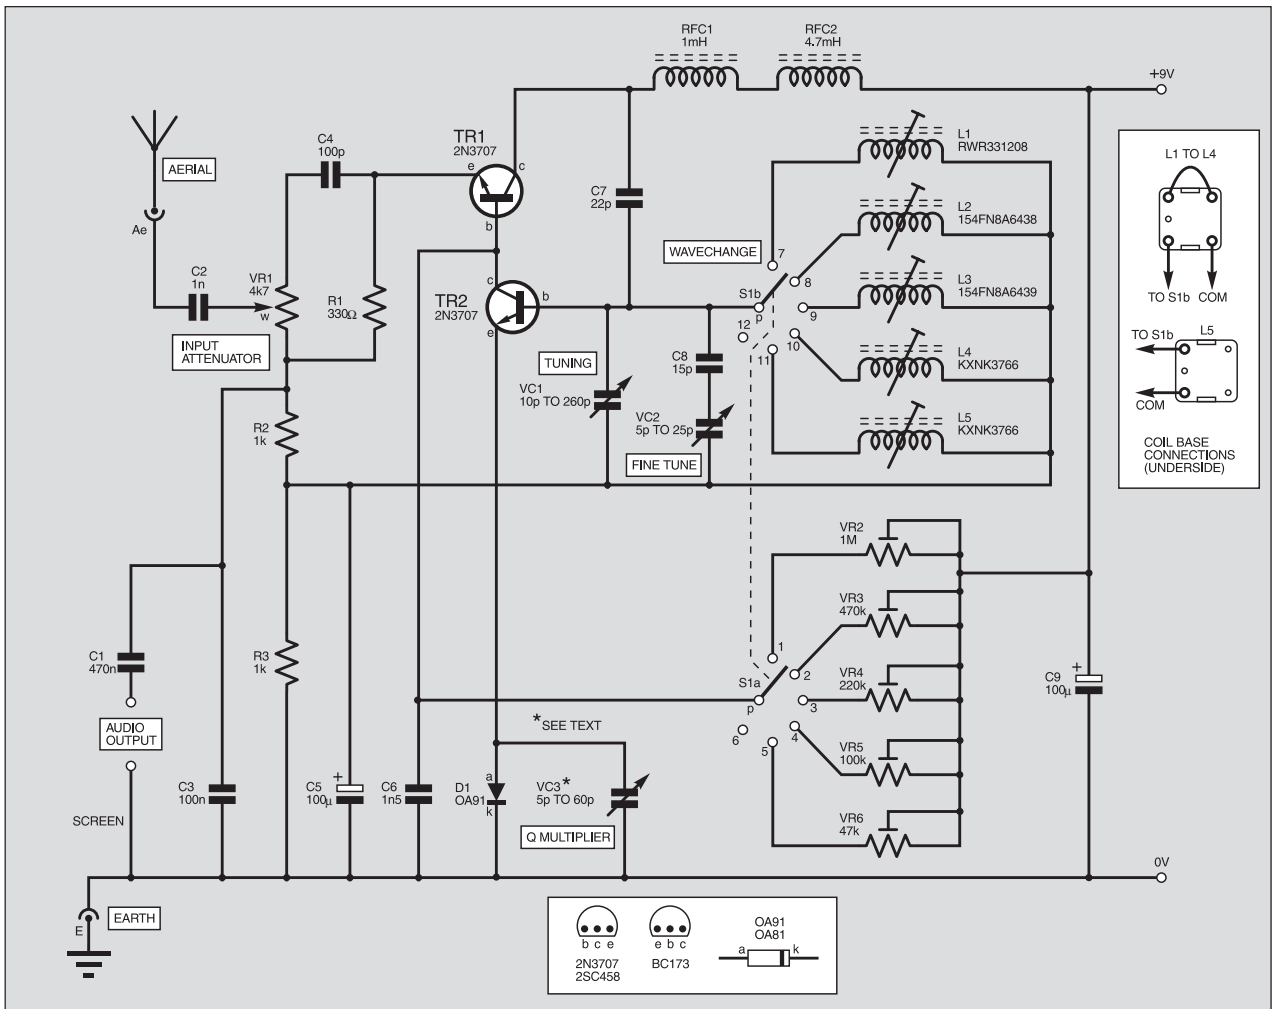 RFC1
1mH
RFC2
4.7mH
+9V
AERIAL
Ae
C4
100p
TR1
2N3707
e
c
b
C7
22p
L1
RWR331208
L2
154FN8A6438
L3
154FN8A6439
L4
KXNK3766
L5
KXNK3766
WAVECHANGE
7
8
9
10
11
12
S1b
p
L1 TO L4
TO S1b
COM
TO S1b
L5
COM
COIL BASE
CONNECTIONS
(UNDERSIDE)
C2
1n
VR1
4k7
w
R1
330Ω
INPUT
ATTENUATOR
c
TR2
2N3707
b
e
TUNING
VC1
10p TO 260p
C8
15p
VC2
5p TO 25p
FINE TUNE
R2
1k
VR2
1M
VR3
470k
VR4
220k
VR5
100k
VR6
47k
1
2
3
4
5
6
S1a
p
C9
100µ
+
C1
470n
R3
1k
AUDIO
OUTPUT
SCREEN
C3
100n
C5
100µ
+
C6
1n5
D1
OA91
a
k
*SEE TEXT
VC3*
5p TO 60p
Q MULTIPLIER
0V
E
EARTH
b c e
2N3707
2SC458
e b c
BC173
OA91
OA81
a
k